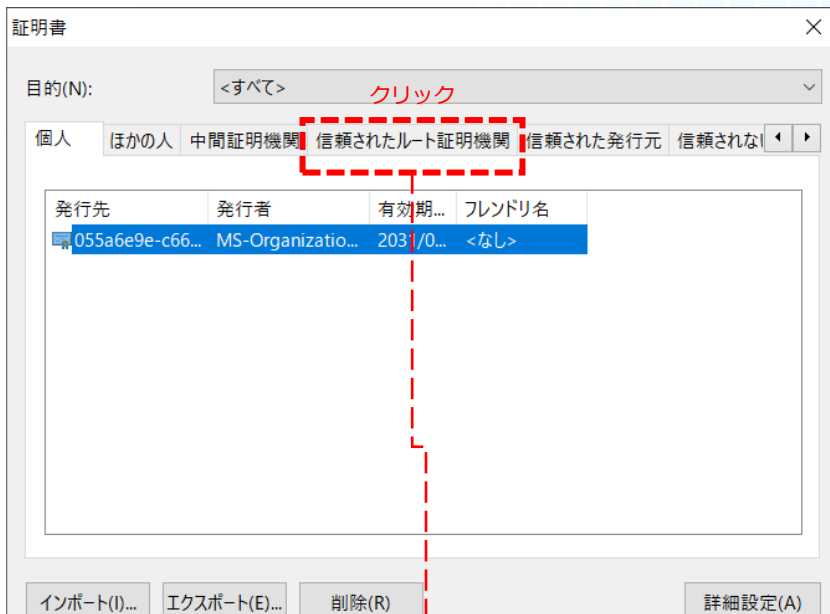 証明書
目的(N): <すべて>
クリック
個人 ほかの人 中間証明機関 信頼されたルート証明機関 信頼された発行元 信頼されない
発行先 発行者 有効期... フレンドリ名
055a6e9e-c66... MS-Organizatio... 2031/0... <なし>
インポート(I)... エクスポート(E)... 削除(R) 詳細設定(A)